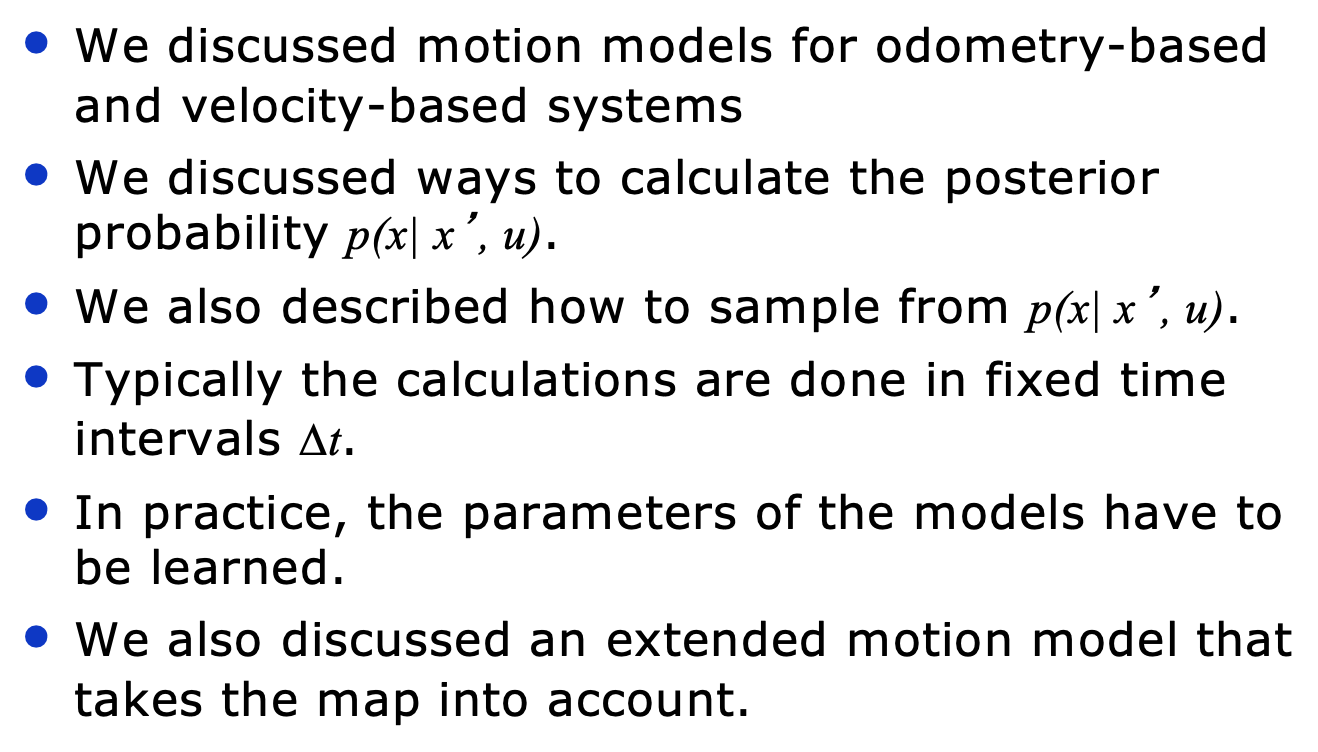 • We discussed motion models for odometry-based
and velocity-based systems
• We discussed ways to calculate the posterior
probability p(x| x’, u).
• We also described how to sample from p(x| x’, u).
• Typically the calculations are done in fixed time
intervals Δt.
• In practice, the parameters of the models have to
be learned.
• We also discussed an extended motion model that
takes the map into account.